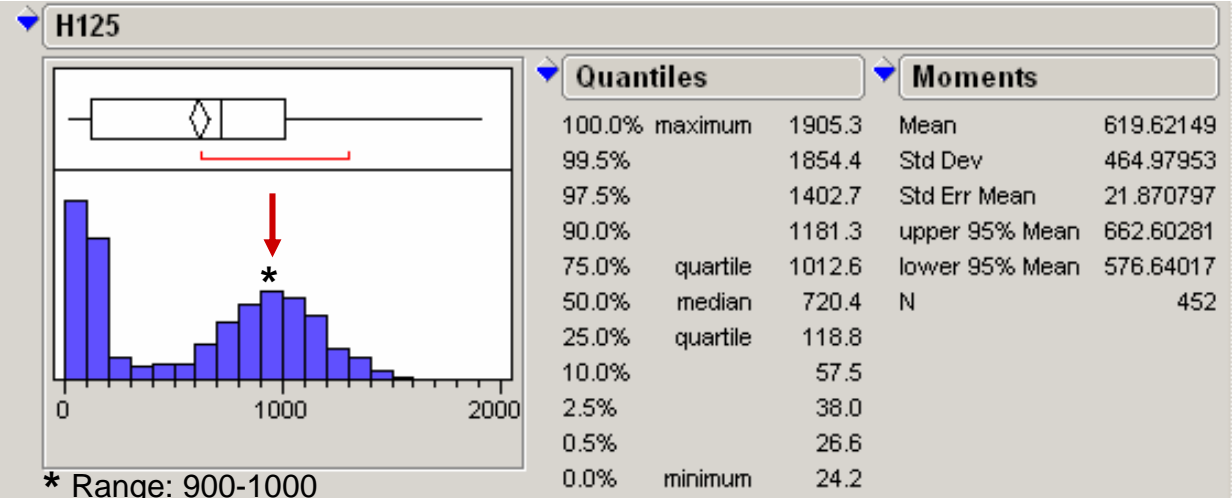 H125
Quantiles
100.0% maximum 1905.3
99.5% 1854.4
97.5% 1402.7
90.0% 1181.3
75.0% quartile 1012.6
50.0% median 720.4
25.0% quartile 118.8
10.0% 57.5
2.5% 38.0
0.5% 26.6
0.0% minimum 24.2
Moments
Mean 619.62149
Std Dev 464.97953
Std Err Mean 21.870797
upper 95% Mean 662.60281
lower 95% Mean 576.64017
N 452
*
0 1000 2000
* Range: 900-1000